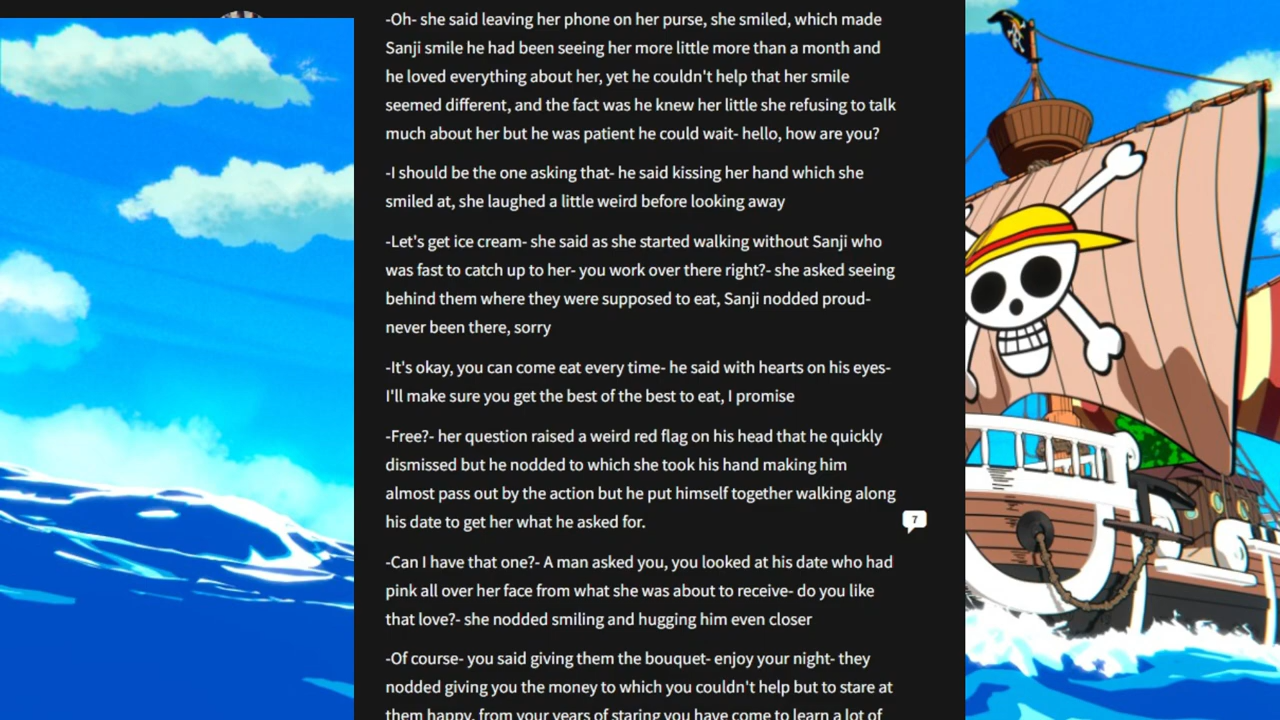 -Oh- she said leaving her phone on her purse, she smiled, which made
Sanji smile he had been seeing her more little more than a month and
he loved everything about her, yet he couldn't help that her smile
seemed different, and the fact was he knew her little she refusing to talk
much about her but he was patient he could wait- hello, how are you?
-I should be the one asking that- he said kissing her hand which she
smiled at, she laughed a little weird before looking away
-Let's get ice cream- she said as she started walking without Sanji who
was fast to catch up to her- you work over there right?- she asked seeing
behind them where they were supposed to eat, Sanji nodded proud-
never been there, sorry
-It's okay, you can come eat every time- he said with hearts on his eyes-
I'll make sure you get the best of the best to eat, I promise
-Free?- her question raised a weird red flag on his head that he quickly
dismissed but he nodded to which she took his hand making him
almost pass out by the action but he put himself together walking along
his date to get her what he asked for.
7
-Can I have that one?- A man asked you, you looked at his date who had
pink all over her face from what she was about to receive- do you like
that love?- she nodded smiling and hugging him even closer
-Of course- you said giving them the bouquet- enjoy your night- they
nodded giving you the money to which you couldn't help but to stare at
them happy, from your years of staring you have come to learn a lot of